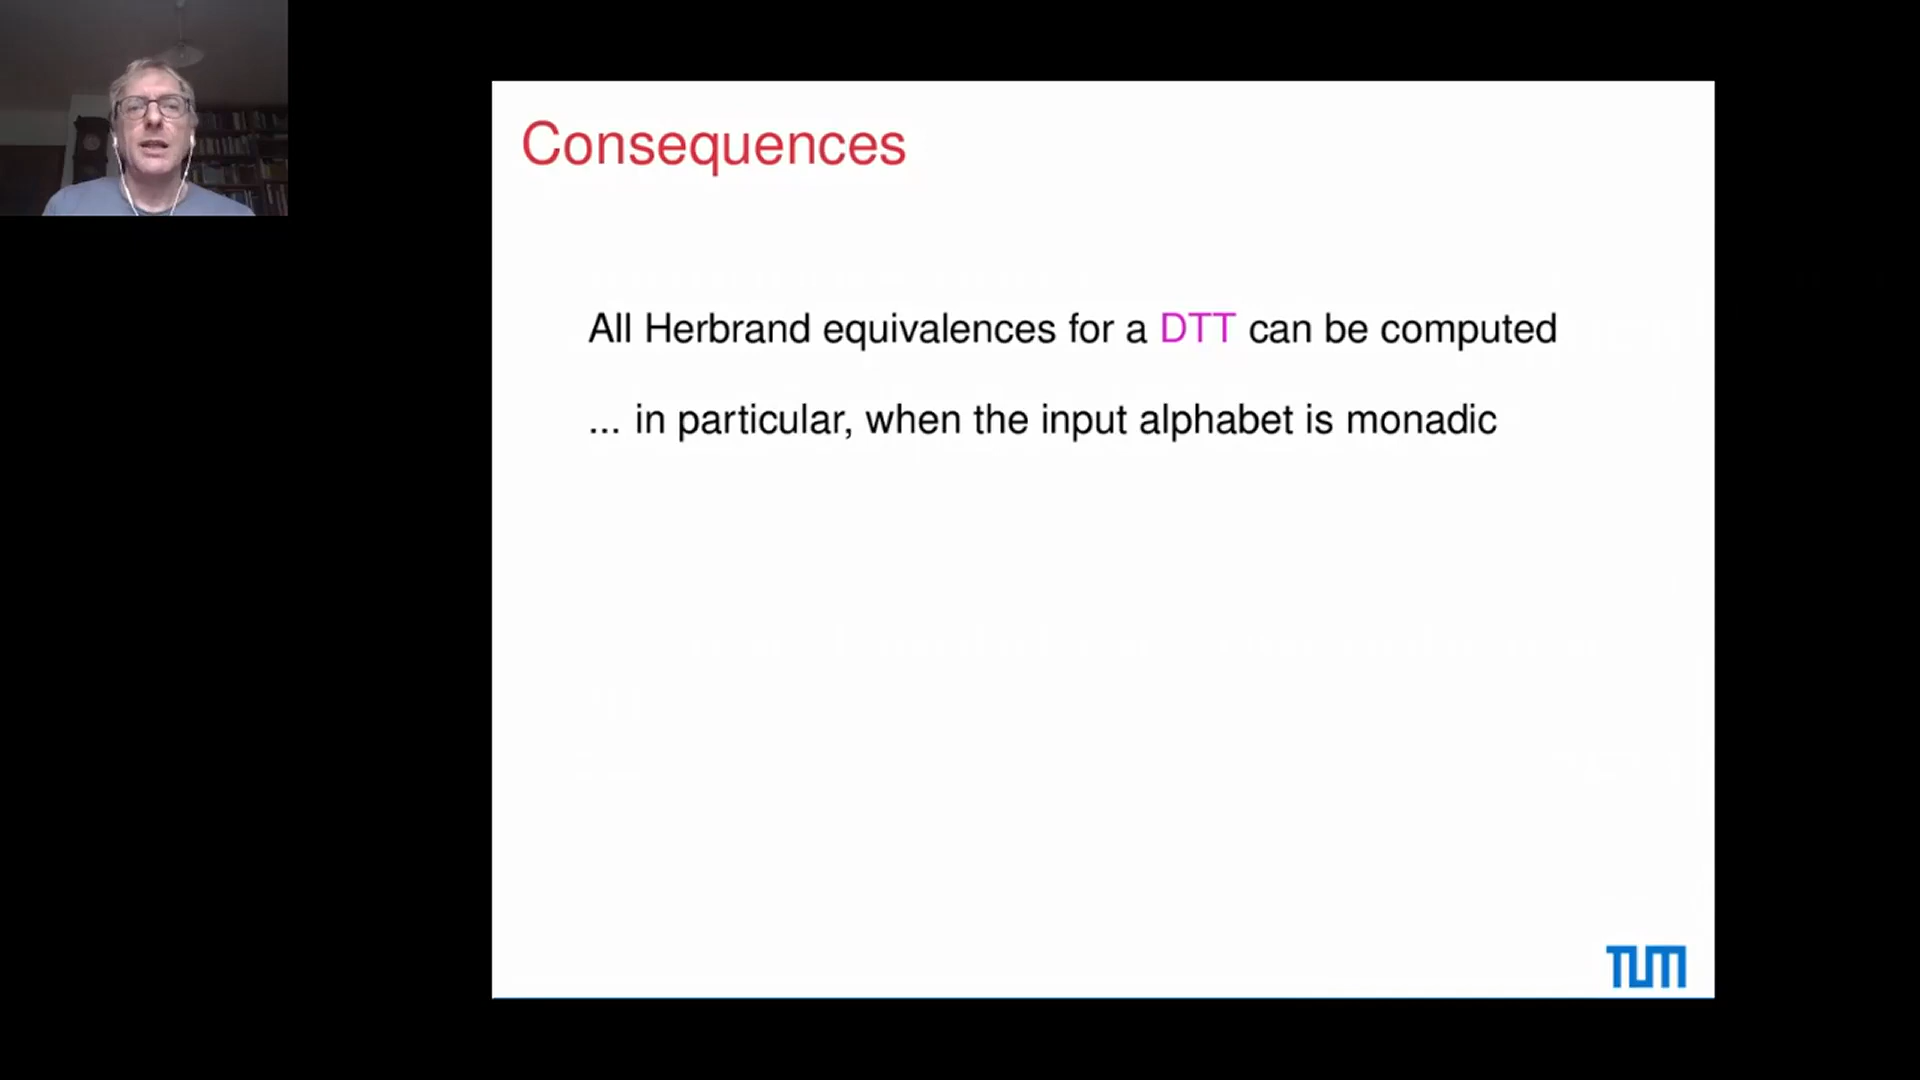 Consequences
All Herbrand equivalences for a DTT can be computed
... in particular, when the input alphabet is monadic
TUM